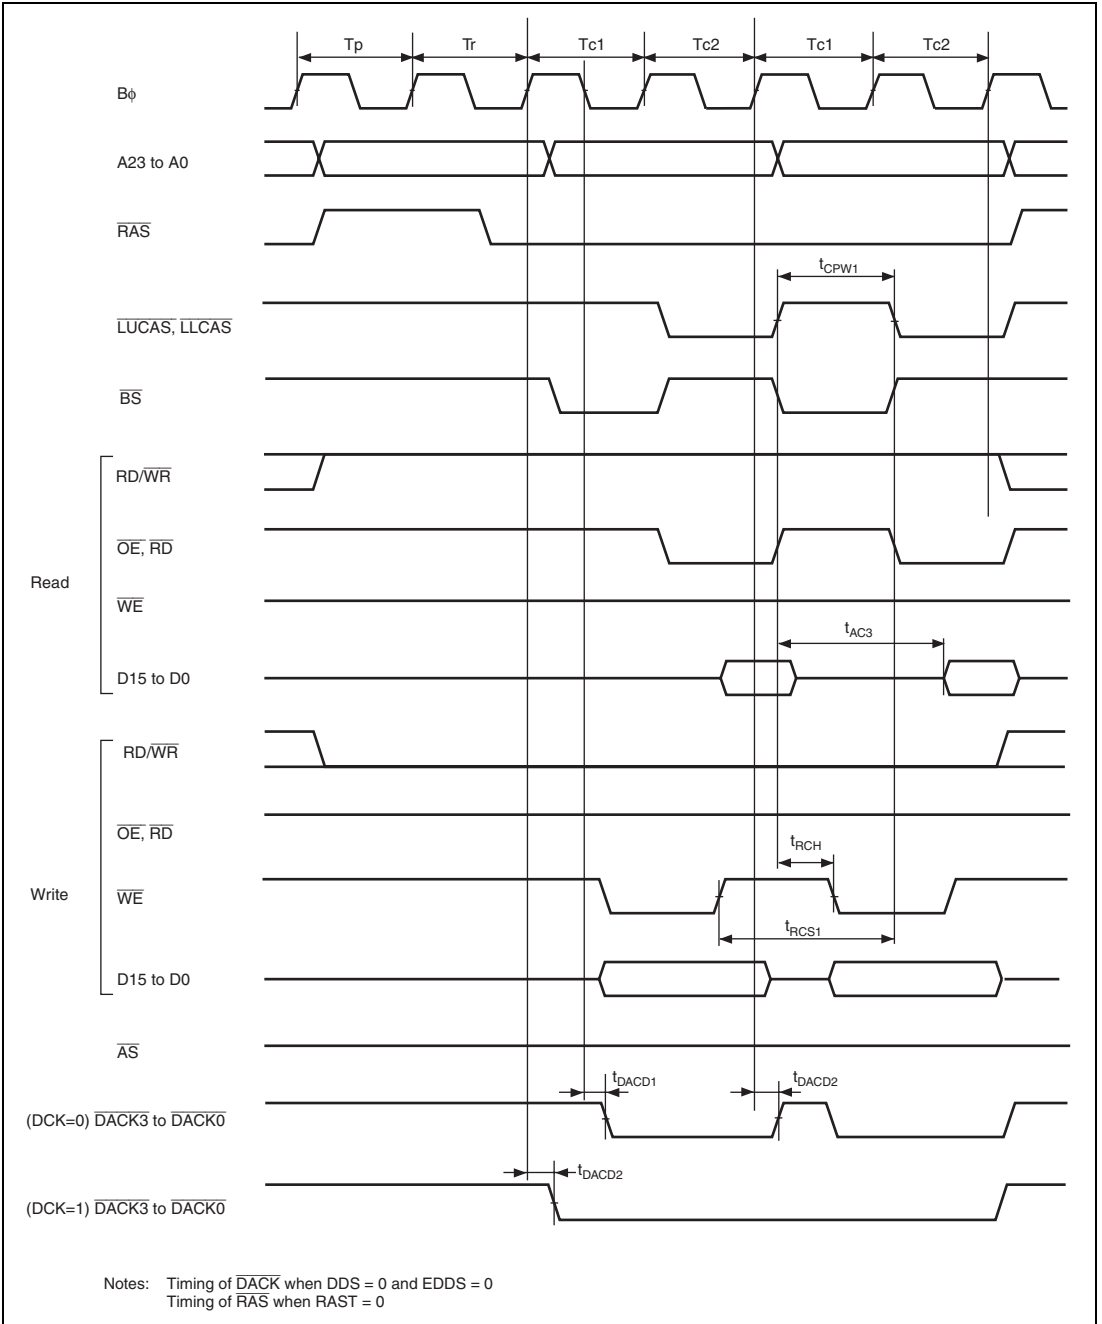 Tp Tr Tc1 Tc2 Tc1 Tc2
Bϕ
A23 to A0
RAS
tCPW1
LUCAS, LLCAS
BS
RD/WR
OE, RD
Read
WE
tAC3
D15 to D0
RD/WR
OE, RD
tRCH
Write
WE
tRCS1
D15 to D0
AS
tDACD1 tDACD2
(DCK=0) DACK3 to DACK0
tDACD2
(DCK=1) DACK3 to DACK0
Notes: Timing of DACK when DDS = 0 and EDDS = 0
Timing of RAS when RAST = 0